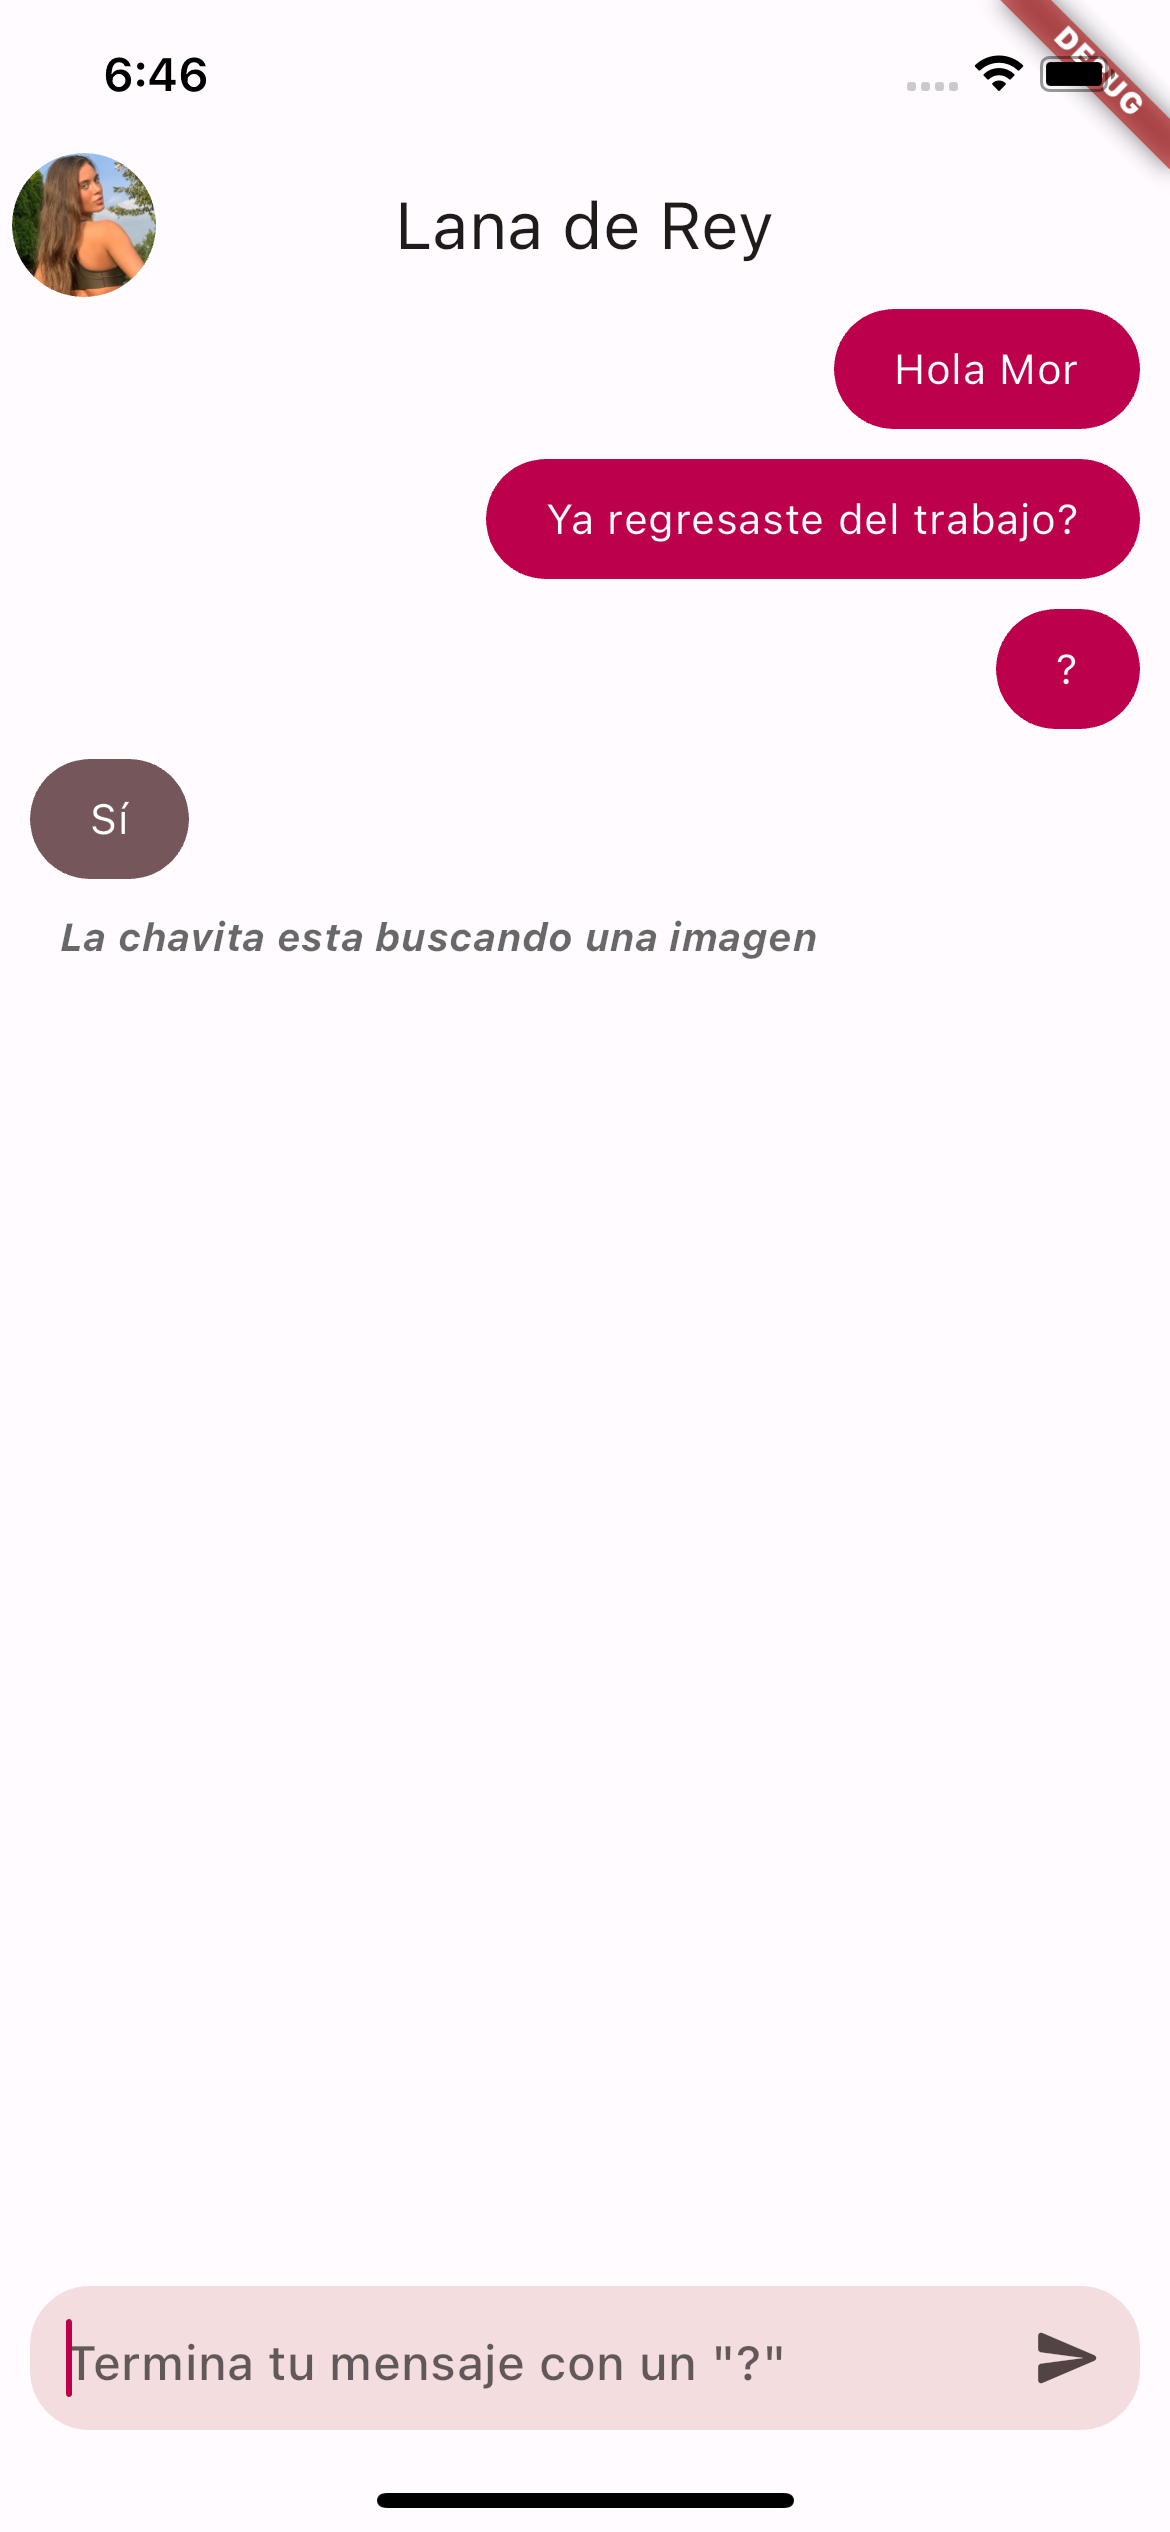 6:46
DEBUG
Lana de Rey
Hola Mor
Ya regresaste del trabajo?
?
Sí
La chavita esta buscando una imagen
Termina tu mensaje con un "?"